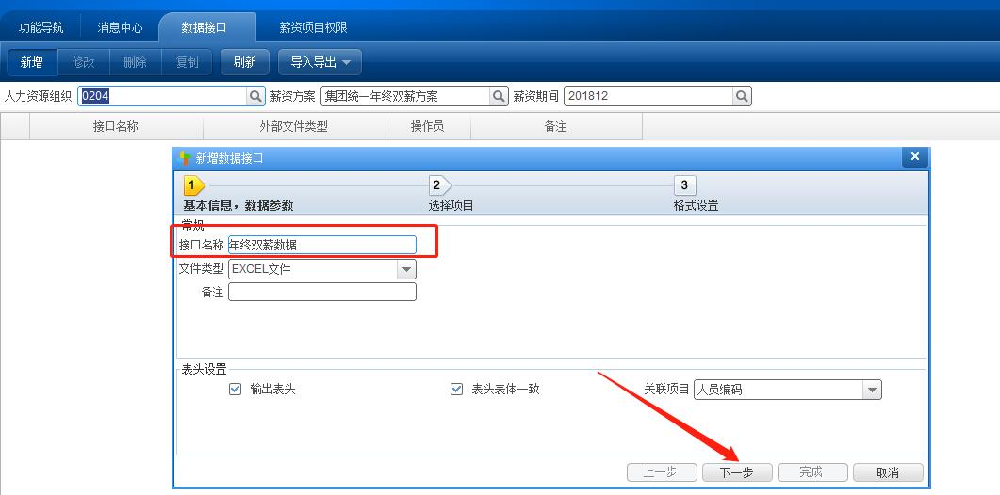 功能导航 消息中心 数据接口 薪资项目权限
新增 修改 删除 复制 刷新 导入导出
人力资源组织 0204 薪资方案 集团统一年终双薪方案 薪资期间 201812
接口名称 外部文件类型 操作员 备注
新增数据接口
1 2 3
基本信息，数据参数 选择项目 格式设置
常规
接口名称 年终双薪数据
文件类型 EXCEL文件
备注
表头设置
输出表头 表头表体一致 关联项目 人员编码
上一步 下一步 完成 取消